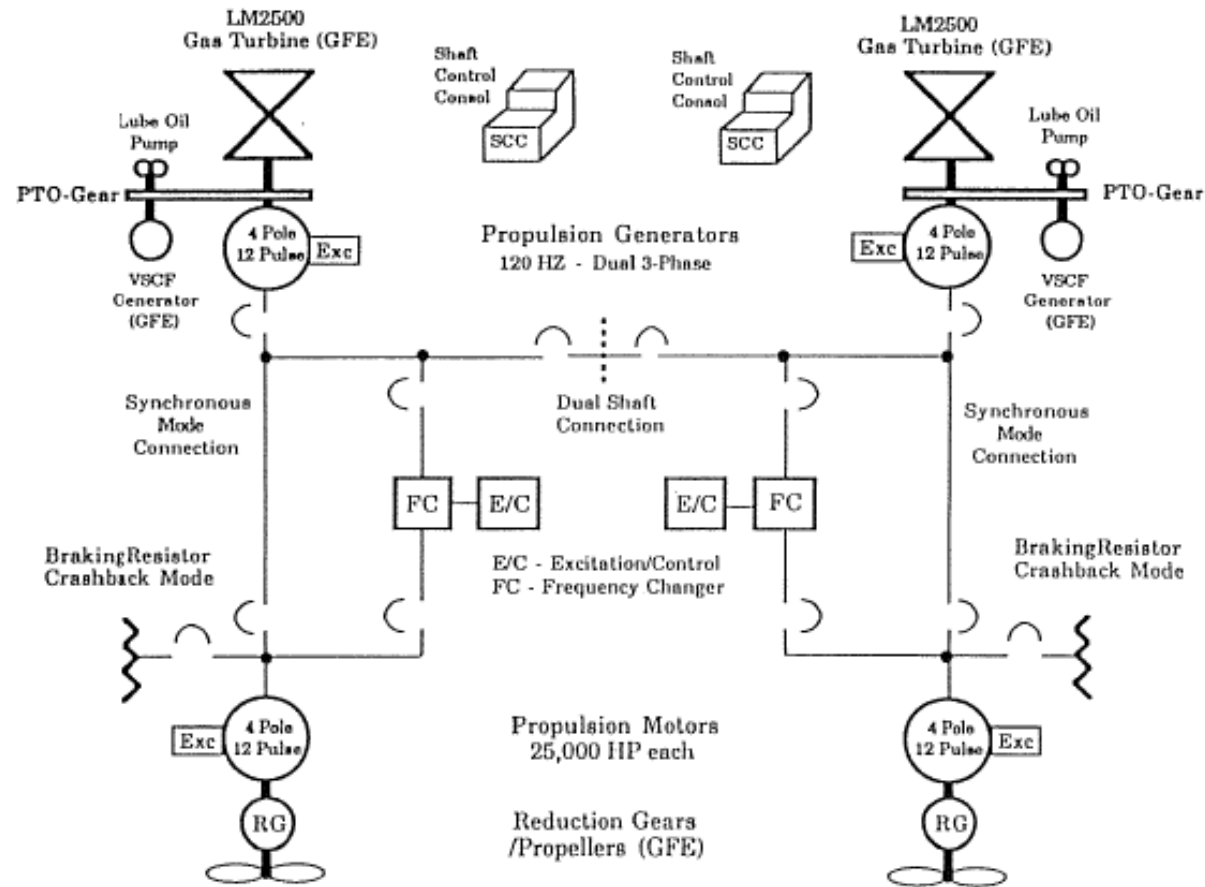 LM2500
Gas Turbine (GFE)
Shaft
Control
Consol
SCC
Shaft
Control
Consol
SCC
LM2500
Gas Turbine (GFE)
Lube Oil
Pump
PTO-Gear
4 Pole
12 Pulse
Exc
VSCF
Generator
(GFE)
Propulsion Generators
120 HZ - Dual 3-Phase
Lube Oil
Pump
PTO-Gear
Exc
4 Pole
12 Pulse
VSCF
Generator
(GFE)
Synchronous
Mode
Connection
Dual Shaft
Connection
Synchronous
Mode
Connection
FC
E/C
E/C
FC
E/C - Excitation/Control
FC - Frequency Changer
BrakingResistor
Crashback Mode
BrakingResistor
Crashback Mode
Exc
4 Pole
12 Pulse
Propulsion Motors
25,000 HP each
4 Pole
12 Pulse
Exc
RG
Reduction Gears
/Propellers (GFE)
RG